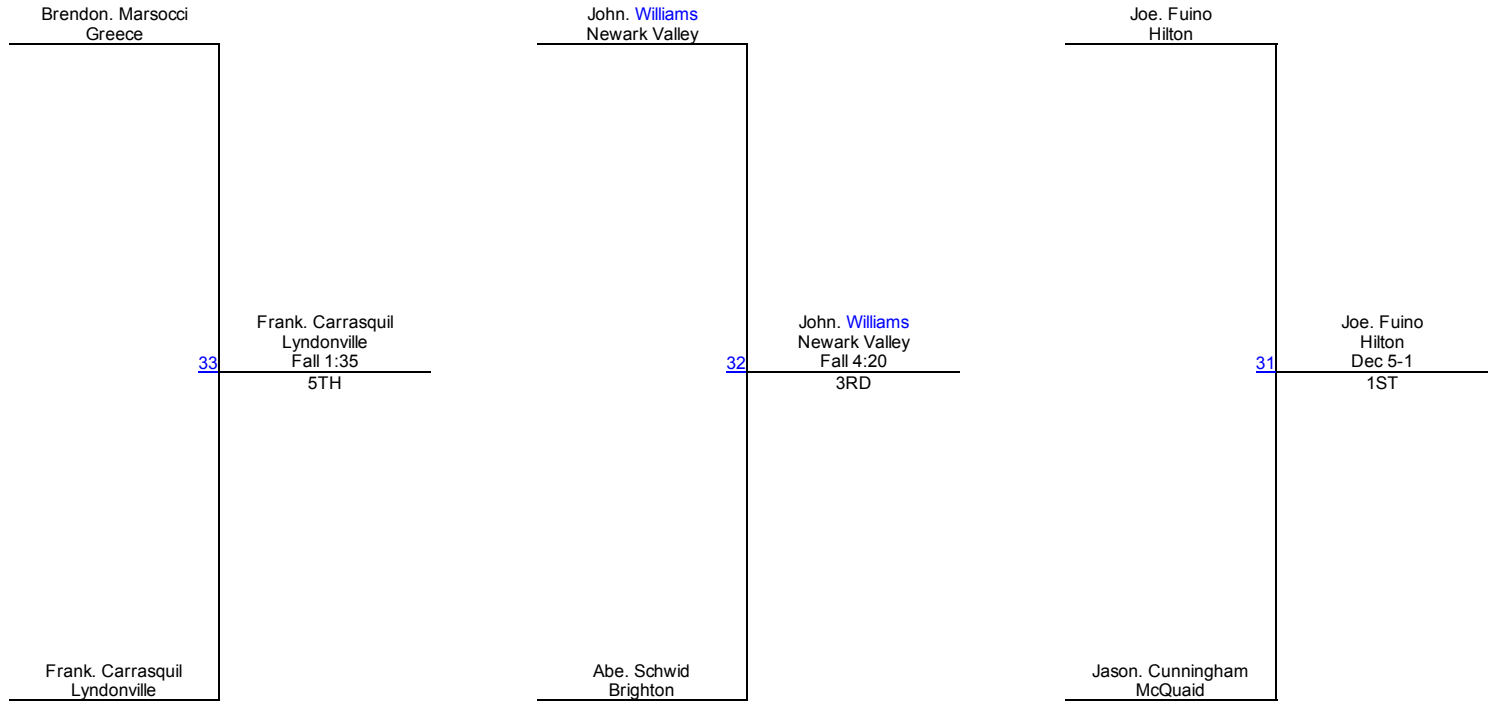 Brendon. Marsocci
Greece
33
Frank. Carrasquil
Lyndonville
Fall 1:35
5TH
Frank. Carrasquil
Lyndonville
John. Williams
Newark Valley
32
John. Williams
Newark Valley
Fall 4:20
3RD
Abe. Schwid
Brighton
Joe. Fuino
Hilton
31
Joe. Fuino
Hilton
Dec 5-1
1ST
Jason. Cunningham
McQuaid